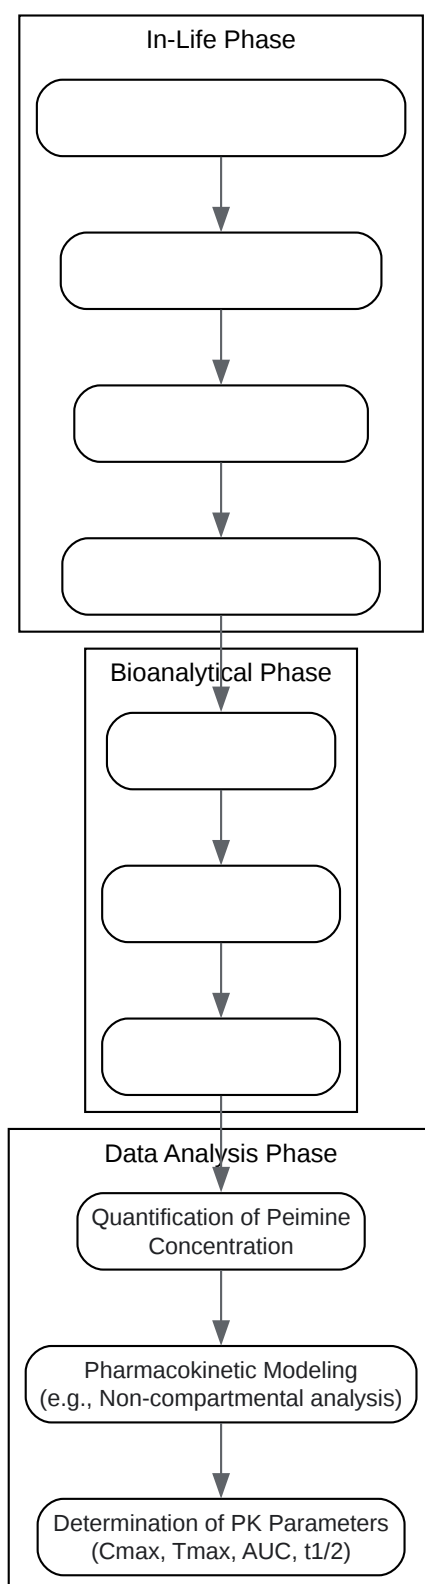 In-Life Phase
Bioanalytical Phase
Data Analysis Phase
Quantification of Peimine
Concentration
Pharmacokinetic Modeling
(e.g., Non-compartmental analysis)
Determination of PK Parameters
(Cmax, Tmax, AUC, t1/2)